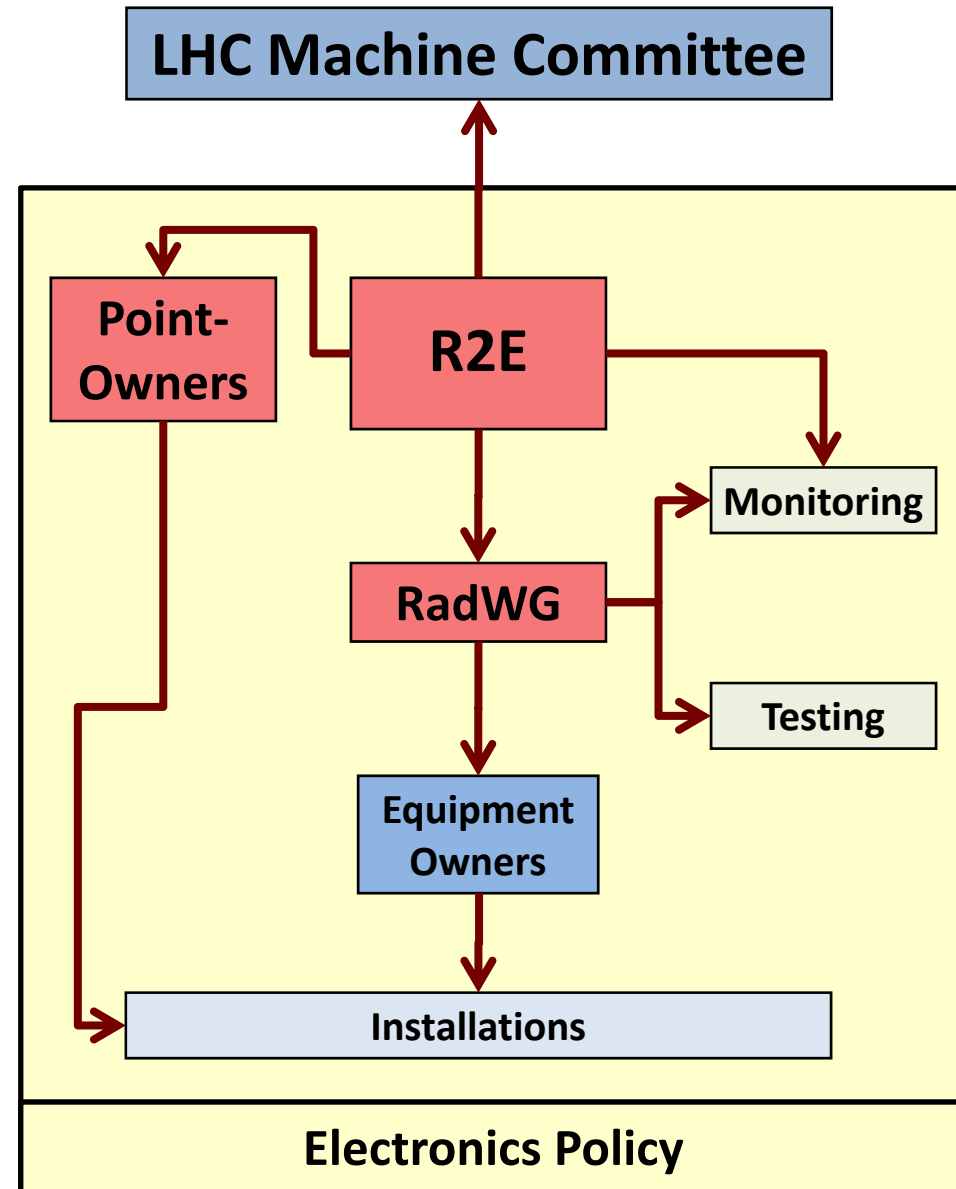 LHC Machine Committee
Point-
Owners
R2E
Monitoring
RadWG
Testing
Equipment
Owners
Installations
Electronics Policy